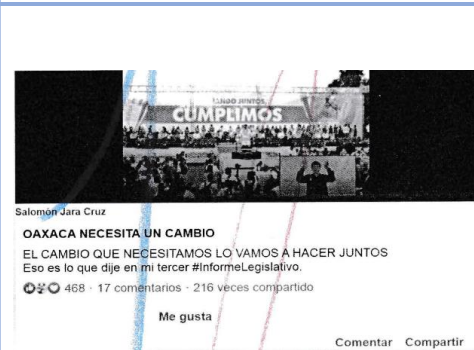 CUMPLIMOS
Salomón Jara Cruz
OAXACA NECESITA UN CAMBIO
EL CAMBIO QUE NECESITAMOS LO VAMOS A HACER JUNTOS
Eso es lo que dije en mi tercer #InformeLegislativo.
468 · 17 comentarios · 216 veces compartido
Me gusta
Comentar Compartir